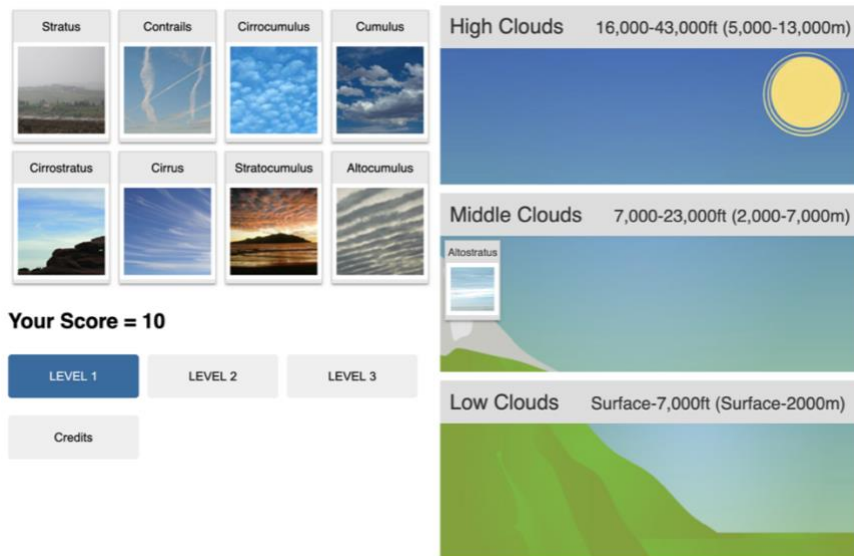 Stratus
Contrails
Cirrocumulus
Cumulus
Cirrostratus
Cirrus
Stratocumulus
Altocumulus
Your Score = 10
LEVEL 1
LEVEL 2
LEVEL 3
Credits
High Clouds 16,000-43,000ft (5,000-13,000m)
Middle Clouds 7,000-23,000ft (2,000-7,000m)
Altostratus
Low Clouds Surface-7,000ft (Surface-2000m)